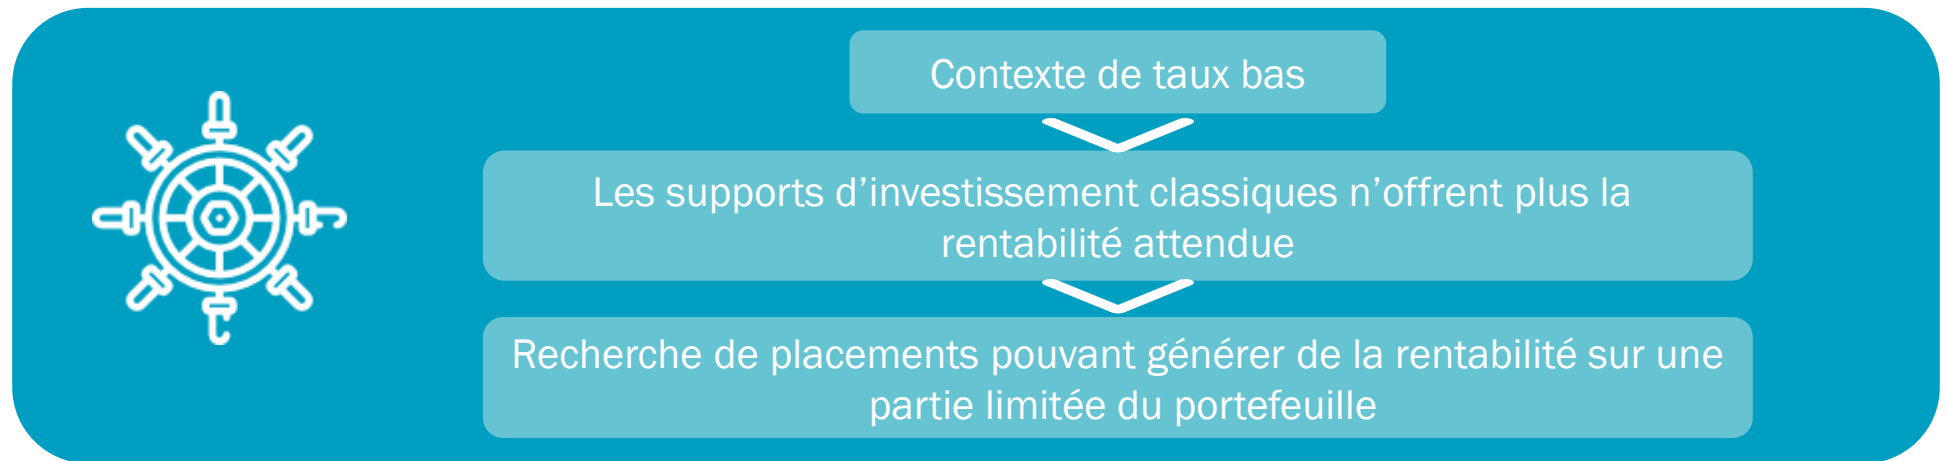 Contexte de taux bas
Les supports d’investissement classiques n’offrent plus la
rentabilité attendue
Recherche de placements pouvant générer de la rentabilité sur une
partie limitée du portefeuille